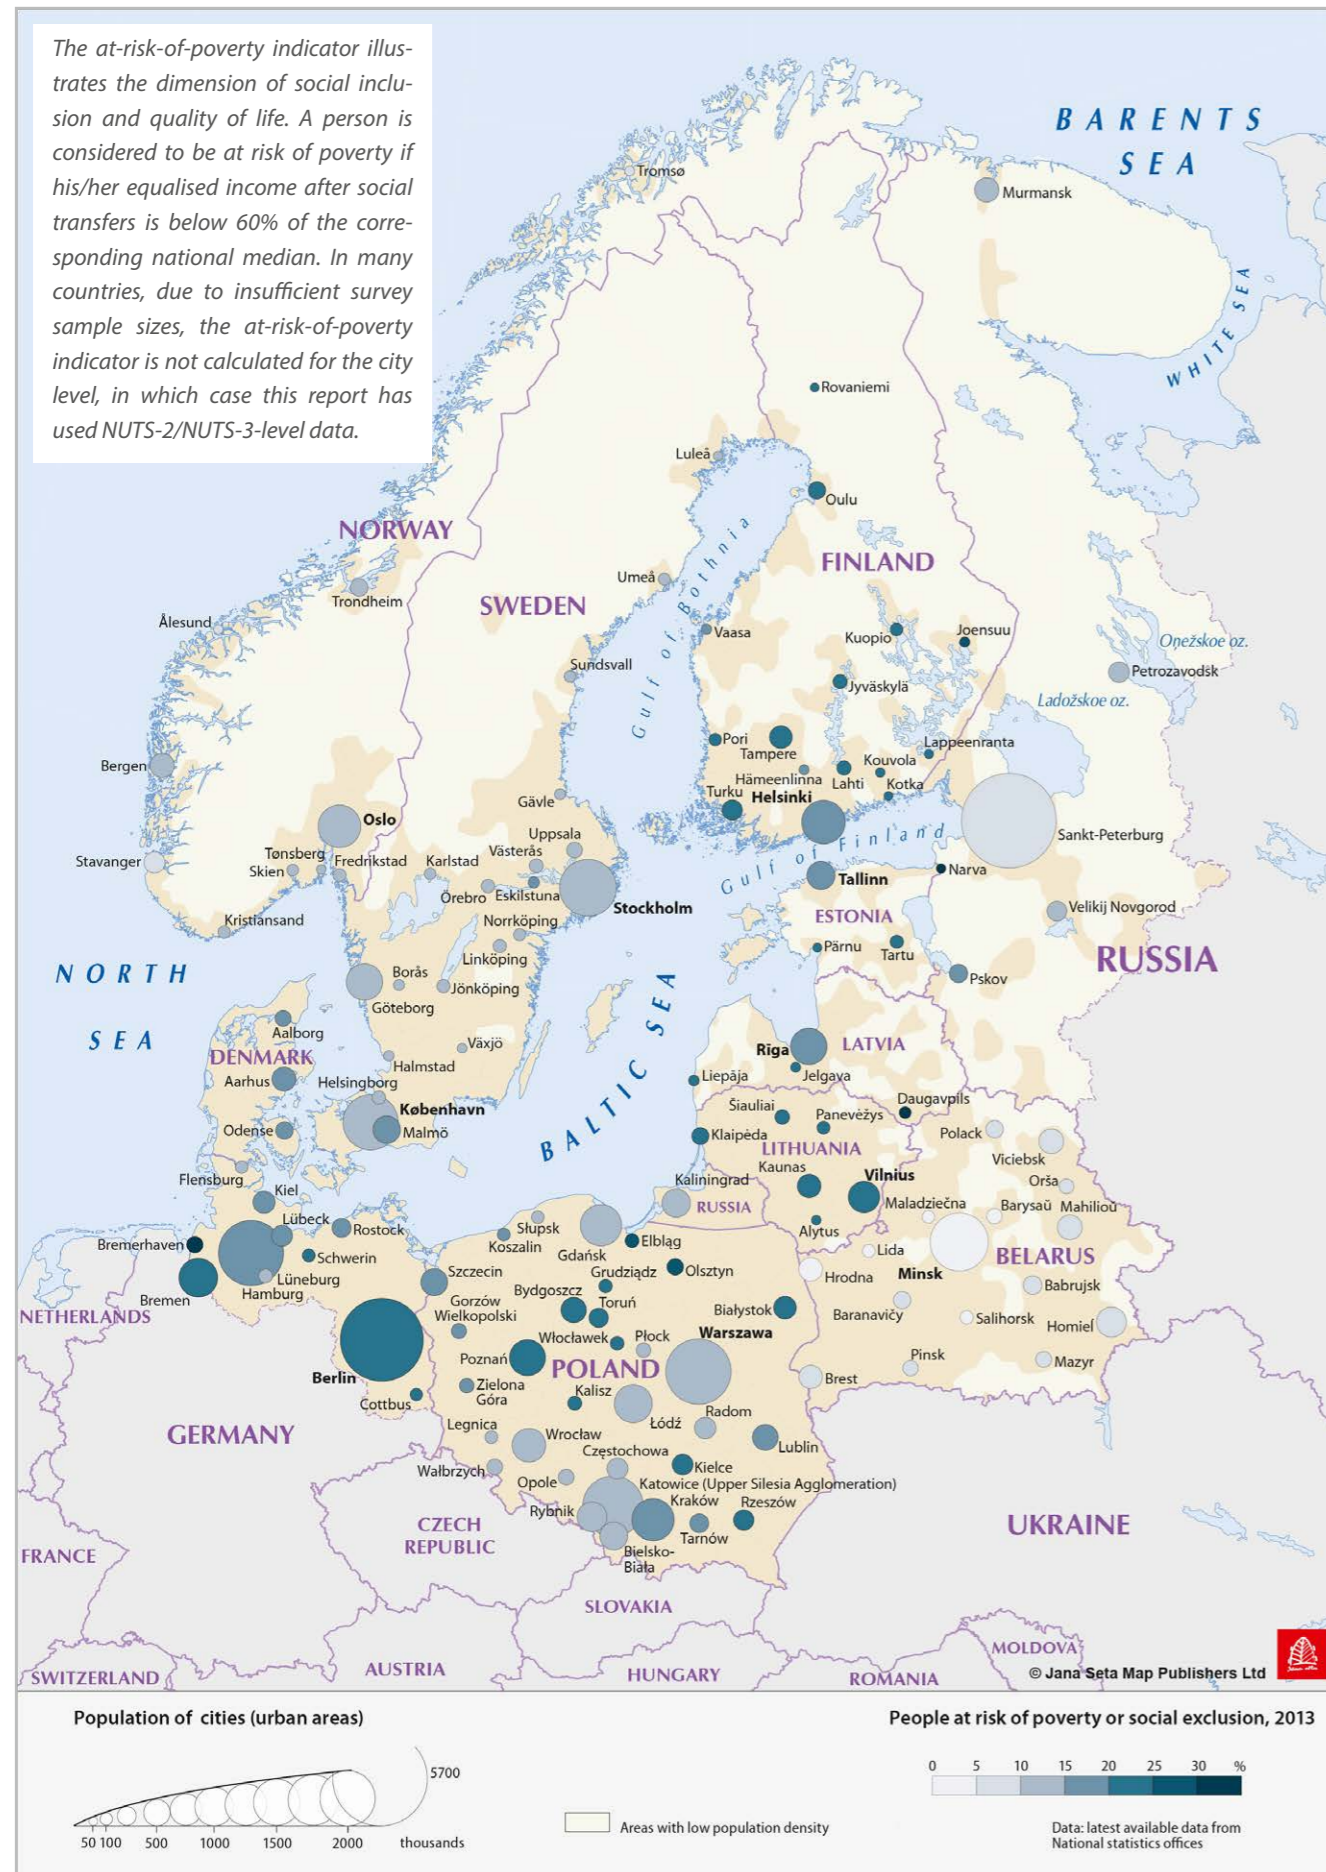 The at-risk-of-poverty indicator illus-
trates the dimension of social inclu-
sion and quality of life. A person is
considered to be at risk of poverty if
his/her equalised income after social
transfers is below 60% of the corre-
sponding national median. In many
countries, due to insufficient survey
sample sizes, the at-risk-of-poverty
indicator is not calculated for the city
level, in which case this report has
used NUTS-2/NUTS-3-level data.
BARENTS
SEA
Tromsø
Murmansk
WHITE SEA
Rovaniemi
Luleå
Oulu
NORWAY
FINLAND
Umeå
Gulf of Bothnia
Trondheim
SWEDEN
Ålesund
Vaasa
Kuopio
Joensuu
Onežskoe oz.
Sundsvall
Petrozavodsk
Jyväskylä
Ladožskoe oz.
Pori
Tampere
Lappeenranta
Bergen
Kouvola
Hämeenlinna
Lahti
Kotka
Turku
Helsinki
Gävle
Oslo
Uppsala
Gulf of Finland
Sankt-Peterburg
Stavanger
Tønsberg
Fredrikstad
Karlstad
Västerås
Skien
Narva
Tallinn
Örebro
Eskilstuna
Stockholm
Velikij Novgorod
Kristiansand
Norrköping
ESTONIA
Linköping
Pärnu
Tartu
RUSSIA
NORTH
SEA
Borås
Jönköping
Göteborg
Pskov
BALTIC SEA
Aalborg
Rīga
LATVIA
DENMARK
Växjö
Halmstad
Aarhus
Helsingborg
Liepāja
Jelgava
København
Šiauliai
Panevėžys
Daugavpils
Odense
Malmö
Klaipėda
LITHUANIA
Polack
Viciebsk
Flensburg
Kaunas
Vilnius
Orša
Kiel
Kaliningrad
RUSSIA
Maladziečna
Barysaŭ
Mahilioŭ
Lübeck
Rostock
Słupsk
Koszalin
Alytus
Bremerhaven
Schwerin
Gdańsk
Elbląg
Lida
BELARUS
Lüneburg
Szczecin
Grudziądz
Olsztyn
Hrodna
Minsk
Babrujsk
Bremen
Hamburg
Gorzów
Wielkopolski
Bydgoszcz
Toruń
Białystok
Baranavičy
Salihorsk
Homieĺ
NETHERLANDS
Włocławek
Płock
Warszawa
Poznań
POLAND
Pinsk
Mazyr
Berlin
Zielona
Góra
Kalisz
Brest
Cottbus
Łódź
Radom
GERMANY
Legnica
Wrocław
Częstochowa
Lublin
Wałbrzych
Opole
Kielce
Katowice (Upper Silesia Agglomeration)
Rybnik
Kraków
Rzeszów
Tarnów
CZECH
REPUBLIC
UKRAINE
FRANCE
Bielsko-
Biała
SLOVAKIA
SWITZERLAND
AUSTRIA
HUNGARY
ROMANIA
MOLDOVA
© Jana Seta Map Publishers Ltd
Population of cities (urban areas)
5700
50 100 500 1000 1500 2000 thousands
Areas with low population density
People at risk of poverty or social exclusion, 2013
0 5 10 15 20 25 30 %
Data: latest available data from
National statistics offices